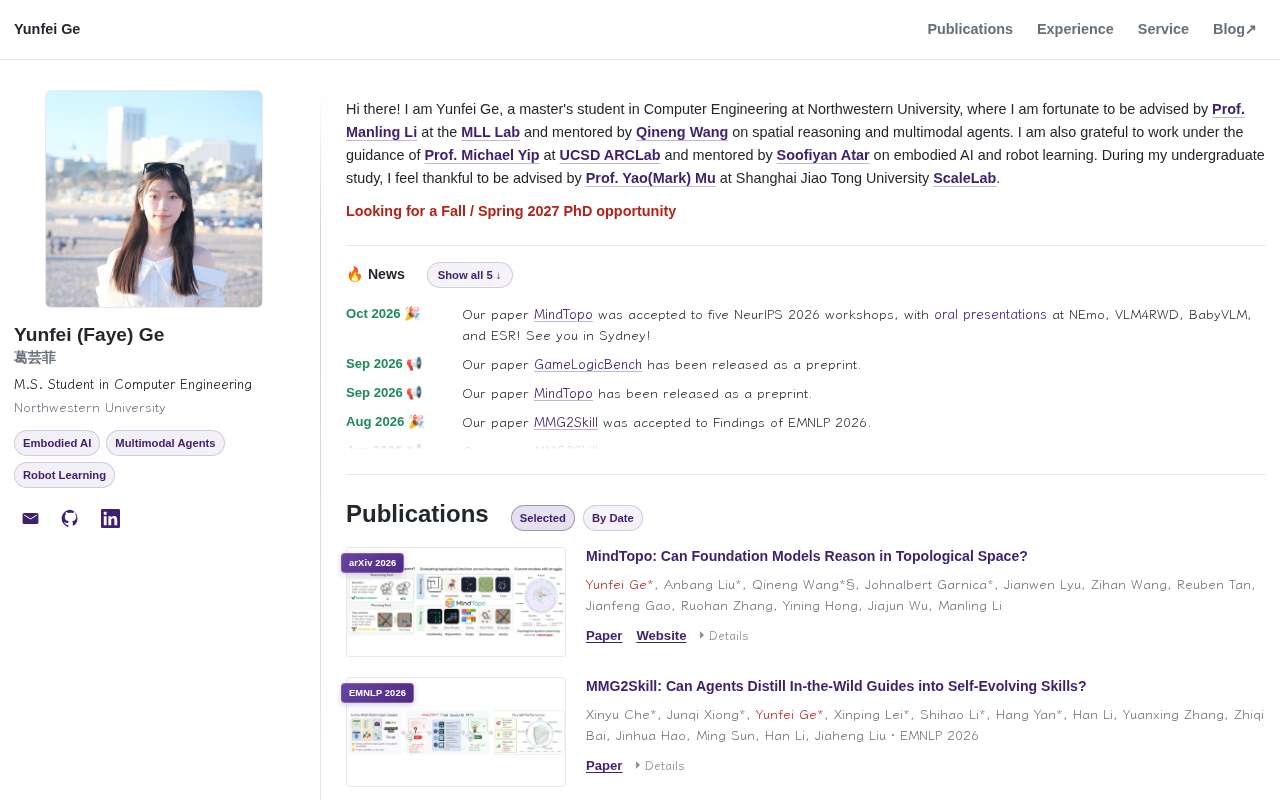 Yunfei Ge
Publications Experience Service Blog↗
Hi there! I am Yunfei Ge, a master's student in Computer Engineering at Northwestern University, where I am fortunate to be advised by Prof.
Manling Li at the MLL Lab and mentored by Qineng Wang on spatial reasoning and multimodal agents. I am also grateful to work under the
guidance of Prof. Michael Yip at UCSD ARCLab and mentored by Soofiyan Atar on embodied AI and robot learning. During my undergraduate
study, I feel thankful to be advised by Prof. Yao(Mark) Mu at Shanghai Jiao Tong University ScaleLab.
Looking for a Fall / Spring 2027 PhD opportunity
Yunfei (Faye) Ge
葛芸菲
M.S. Student in Computer Engineering
Northwestern University
Embodied AI Multimodal Agents
Robot Learning
🔥 News Show all 5 ↓
Oct 2026 🎉 Our paper MindTopo was accepted to five NeurIPS 2026 workshops, with oral presentations at NEmo, VLM4RWD, BabyVLM,
and ESR! See you in Sydney!
Sep 2026 📢 Our paper GameLogicBench has been released as a preprint.
Sep 2026 📢 Our paper MindTopo has been released as a preprint.
Aug 2026 🎉 Our paper MMG2Skill was accepted to Findings of EMNLP 2026.
Publications Selected By Date
arXiv 2026
MindTopo
MindTopo: Can Foundation Models Reason in Topological Space?
Yunfei Ge*, Anbang Liu*, Qineng Wang*§, Johnalbert Garnica*, Jianwen Lyu, Zihan Wang, Reuben Tan,
Jianfeng Gao, Ruohan Zhang, Yining Hong, Jiajun Wu, Manling Li
Paper Website Details
EMNLP 2026
MMG2Skill: Can Agents Distill In-the-Wild Guides into Self-Evolving Skills?
Xinyu Che*, Junqi Xiong*, Yunfei Ge*, Xinping Lei*, Shihao Li*, Hang Yan*, Han Li, Yuanxing Zhang, Zhiqi
Bai, Jinhua Hao, Ming Sun, Han Li, Jiaheng Liu · EMNLP 2026
Paper Details